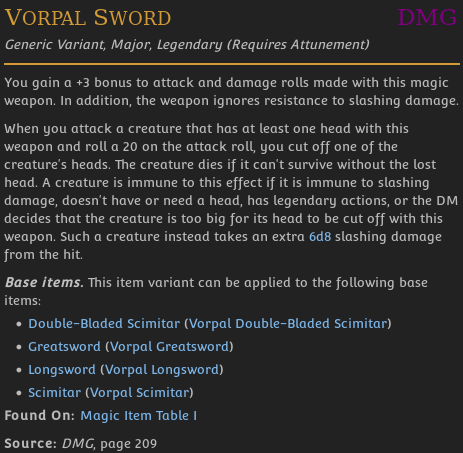 Vorpal Sword DMG
Generic Variant, Major, Legendary (Requires Attunement)
You gain a +3 bonus to attack and damage rolls made with this magic
weapon. In addition, the weapon ignores resistance to slashing damage.
When you attack a creature that has at least one head with this
weapon and roll a 20 on the attack roll, you cut off one of the
creature's heads. The creature dies if it can't survive without the lost
head. A creature is immune to this effect if it is immune to slashing
damage, doesn't have or need a head, has legendary actions, or the DM
decides that the creature is too big for its head to be cut off with this
weapon. Such a creature instead takes an extra 6d8 slashing damage
from the hit.
Base items. This item variant can be applied to the following base
items:
• Double-Bladed Scimitar (Vorpal Double-Bladed Scimitar)
• Greatsword (Vorpal Greatsword)
• Longsword (Vorpal Longsword)
• Scimitar (Vorpal Scimitar)
Found On: Magic Item Table I
Source: DMG, page 209